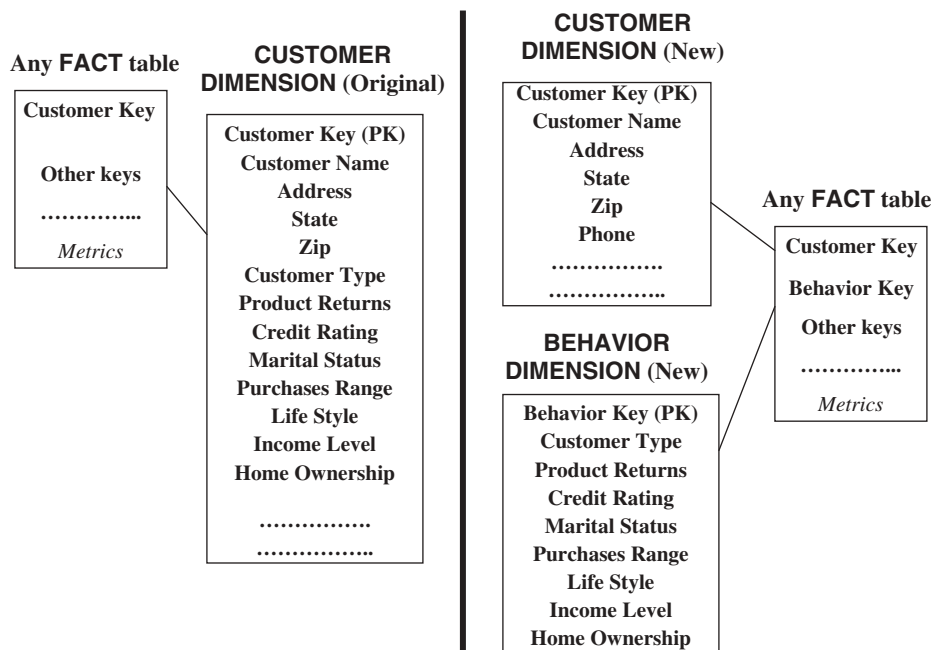 Any FACT table
Customer Key
Other keys
…………...
Metrics
CUSTOMER
DIMENSION (Original)
Customer Key (PK)
Customer Name
Address
State
Zip
Customer Type
Product Returns
Credit Rating
Marital Status
Purchases Range
Life Style
Income Level
Home Ownership
…………….
……………..
CUSTOMER
DIMENSION (New)
Customer Key (PK)
Customer Name
Address
State
Zip
Phone
…………….
……………..
BEHAVIOR
DIMENSION (New)
Behavior Key (PK)
Customer Type
Product Returns
Credit Rating
Marital Status
Purchases Range
Life Style
Income Level
Home Ownership
Any FACT table
Customer Key
Behavior Key
Other keys
…………...
Metrics